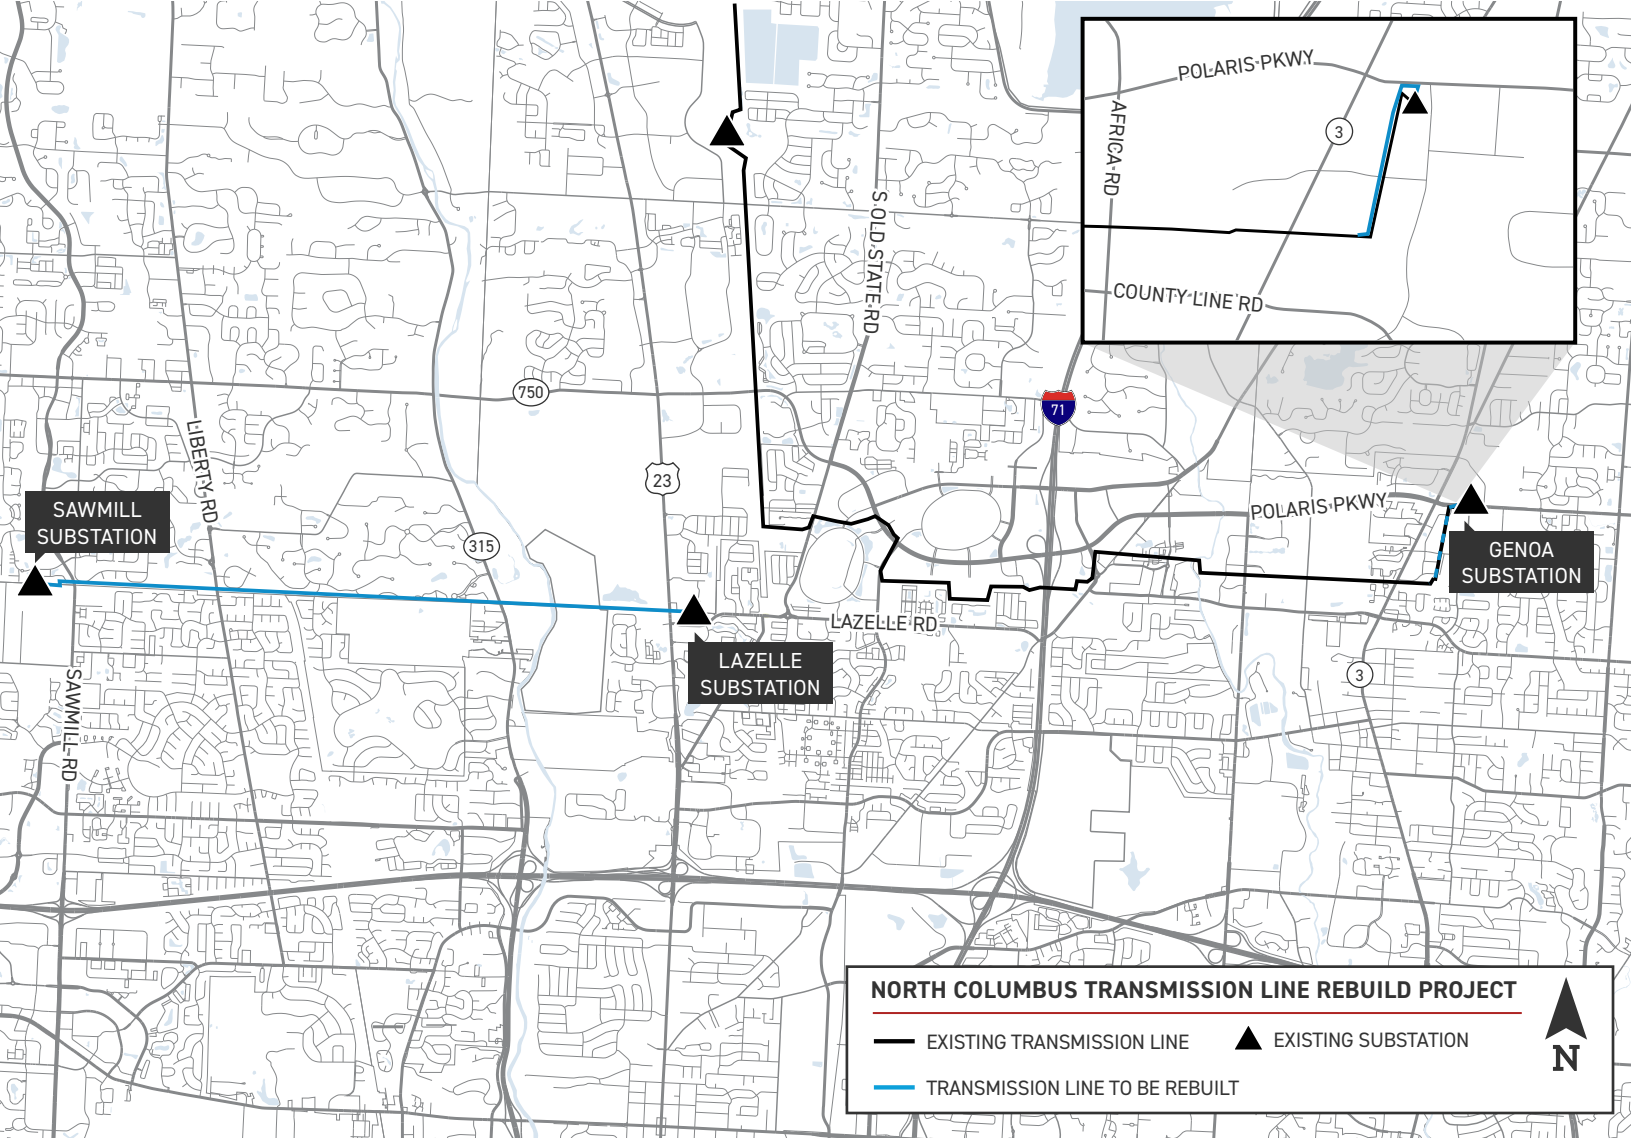 POLARIS PKWY
AFRICA RD
3
COUNTY LINE RD
S OLD STATE RD
750
71
LIBERTY RD
23
POLARIS PKWY
SAWMILL
SUBSTATION
315
GENOA
SUBSTATION
LAZELLE RD
LAZELLE
SUBSTATION
3
SAWMILL RD
NORTH COLUMBUS TRANSMISSION LINE REBUILD PROJECT
EXISTING TRANSMISSION LINE
EXISTING SUBSTATION
TRANSMISSION LINE TO BE REBUILT
N